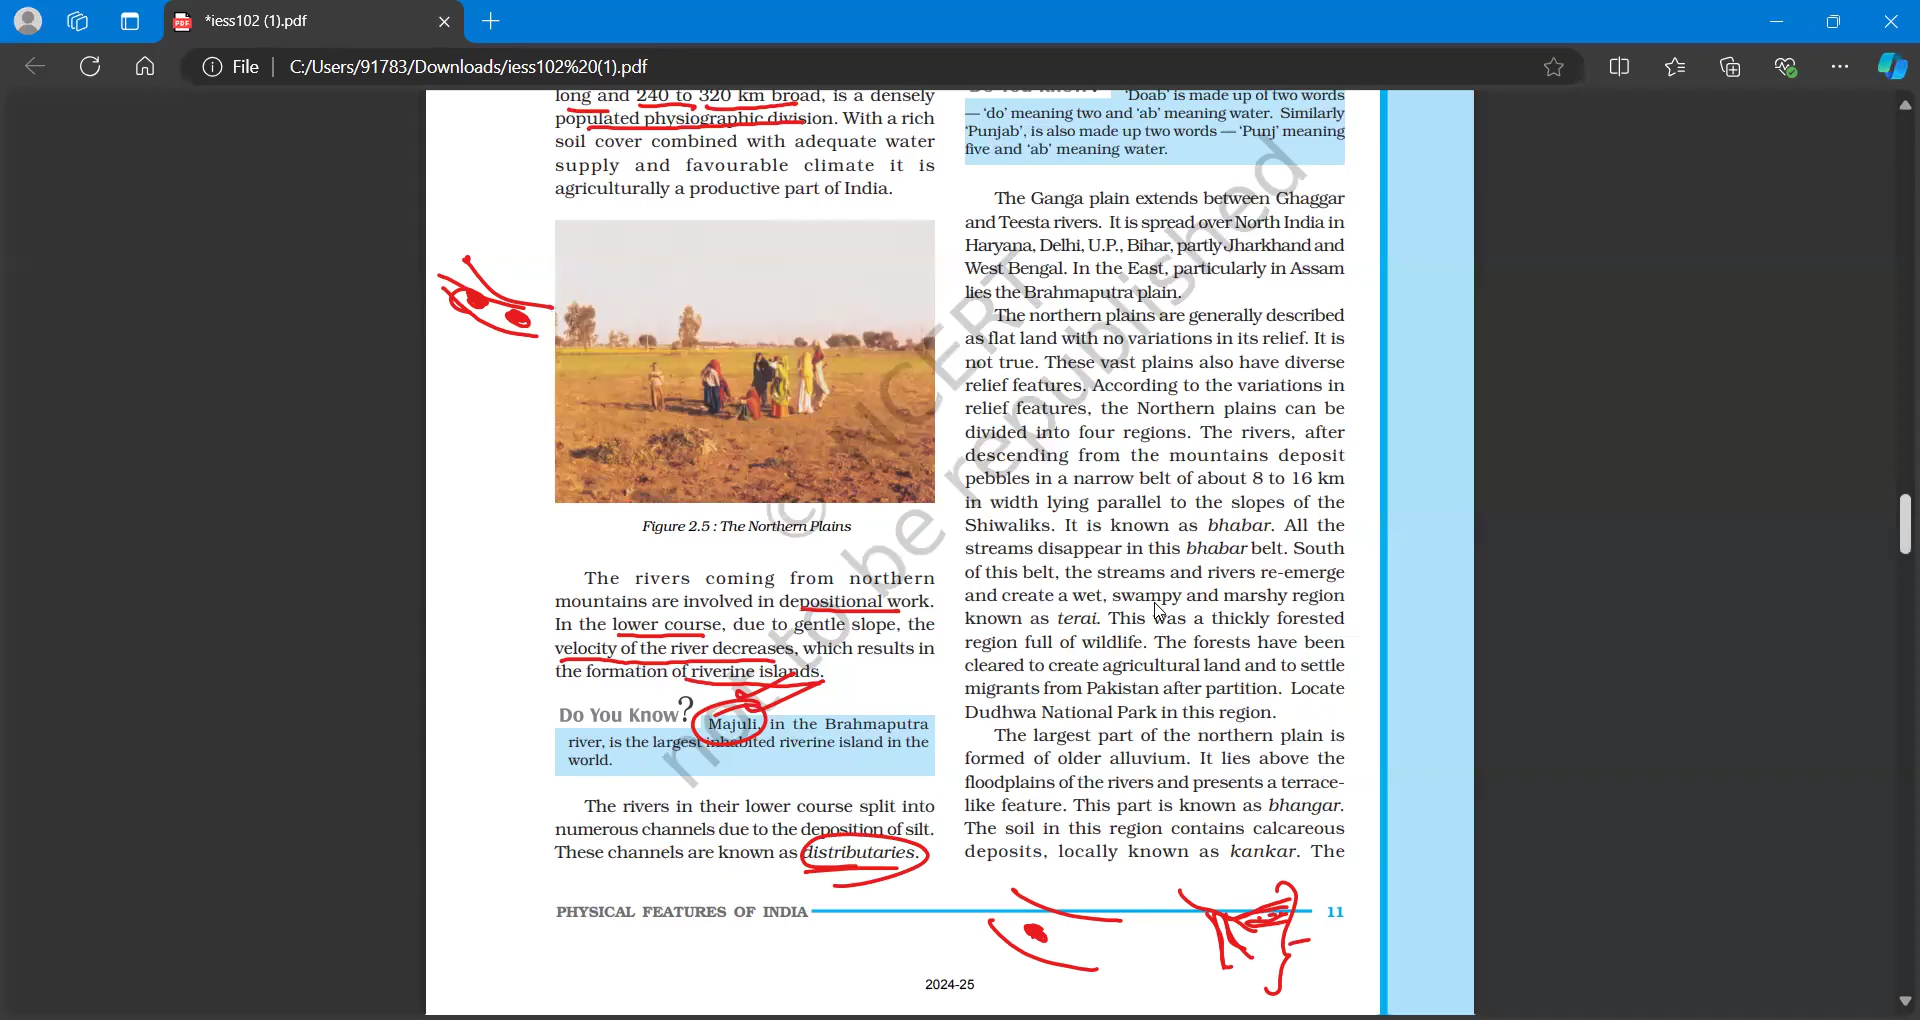 *iess102 (1).pdf
File
C:/Users/91783/Downloads/iess102%20(1).pdf
long and 240 to 320 km broad, is a densely
populated physiographic division. With a rich
soil cover combined with adequate water
supply and favourable climate it is
agriculturally a productive part of India.
Figure 2.5 : The Northern Plains
The rivers coming from northern
mountains are involved in depositional work.
In the lower course, due to gentle slope, the
velocity of the river decreases, which results in
the formation of riverine islands.
Do You Know?
Majuli, in the Brahmaputra
river, is the largest inhabited riverine island in the
world.
The rivers in their lower course split into
numerous channels due to the deposition of silt.
These channels are known as distributaries.
'Doab' is made up of two words
— 'do' meaning two and 'ab' meaning water. Similarly
'Punjab', is also made up two words — 'Punj' meaning
five and 'ab' meaning water.
The Ganga plain extends between Ghaggar
and Teesta rivers. It is spread over North India in
Haryana, Delhi, U.P., Bihar, partly Jharkhand and
West Bengal. In the East, particularly in Assam
lies the Brahmaputra plain.
The northern plains are generally described
as flat land with no variations in its relief. It is
not true. These vast plains also have diverse
relief features. According to the variations in
relief features, the Northern plains can be
divided into four regions. The rivers, after
descending from the mountains deposit
pebbles in a narrow belt of about 8 to 16 km
in width lying parallel to the slopes of the
Shiwaliks. It is known as bhabar. All the
streams disappear in this bhabar belt. South
of this belt, the streams and rivers re-emerge
and create a wet, swampy and marshy region
known as terai. This was a thickly forested
region full of wildlife. The forests have been
cleared to create agricultural land and to settle
migrants from Pakistan after partition. Locate
Dudhwa National Park in this region.
The largest part of the northern plain is
formed of older alluvium. It lies above the
floodplains of the rivers and presents a terrace-
like feature. This part is known as bhangar.
The soil in this region contains calcareous
deposits, locally known as kankar. The
© NCERT
not to be republished
PHYSICAL FEATURES OF INDIA
11
2024-25